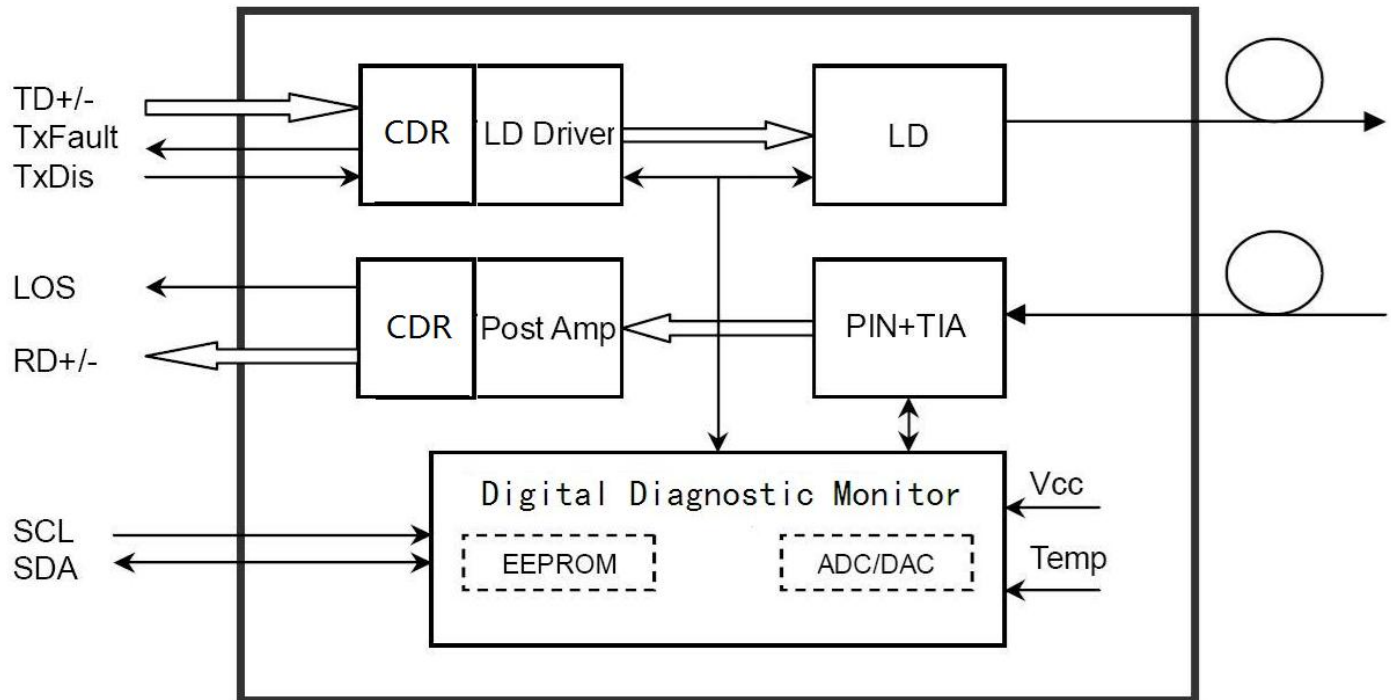 TD+/-
TxFault
TxDis
CDR
LD Driver
LD
LOS
RD+/-
CDR
Post Amp
PIN+TIA
SCL
SDA
Digital Diagnostic Monitor
EEPROM
ADC/DAC
Vcc
Temp